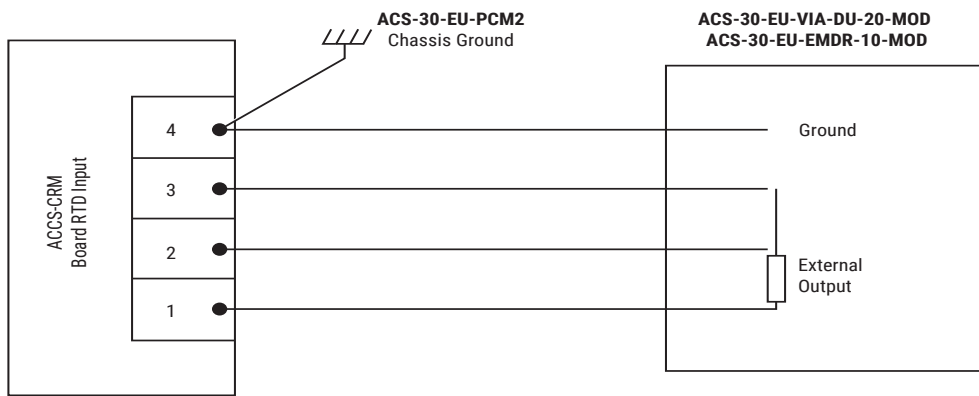 ACS-30-EU-PCM2
Chassis Ground
ACS-30-EU-VIA-DU-20-MOD
ACS-30-EU-EMDR-10-MOD
ACCS-CRM
Board RTD Input
4
3
2
1
Ground
External
Output